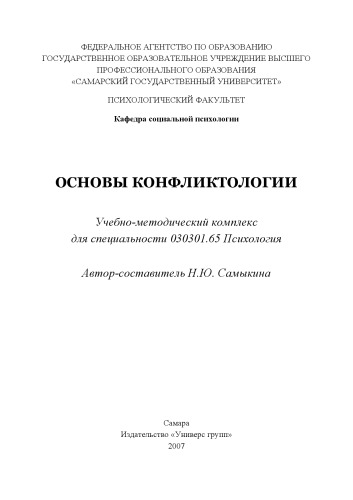 ФЕДЕРАЛЬНОЕ АГЕНТСТВО ПО ОБРАЗОВАНИЮ
ГОСУДАРСТВЕННОЕ ОБРАЗОВАТЕЛЬНОЕ УЧРЕЖДЕНИЕ ВЫСШЕГО
ПРОФЕССИОНАЛЬНОГО ОБРАЗОВАНИЯ
«САМАРСКИЙ ГОСУДАРСТВЕННЫЙ УНИВЕРСИТЕТ»
ПСИХОЛОГИЧЕСКИЙ ФАКУЛЬТЕТ
Кафедра социальной психологии
ОСНОВЫ КОНФЛИКТОЛОГИИ
Учебно-методический комплекс
для специальности 030301.65 Психология
Автор-составитель Н.Ю. Самыкина
Самара
Издательство «Универс групп»
2007